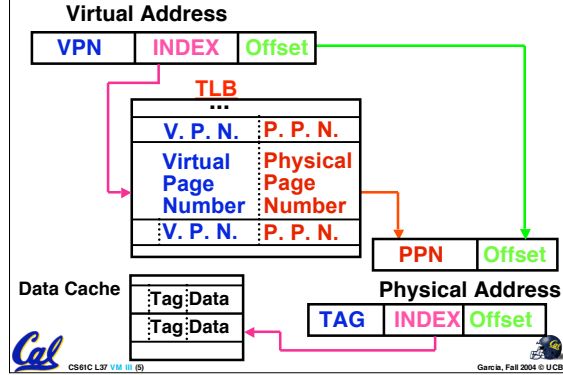 Virtual Address
VPN INDEX Offset
TLB
...
V. P. N. P. P. N.
Virtual Page Number Physical Page Number
V. P. N. P. P. N.
PPN Offset
Data Cache
Physical Address
Tag Data
Tag Data
TAG INDEX Offset
Cal
CS61C L37 VM III (5)
Garcia, Fall 2004 © UCB